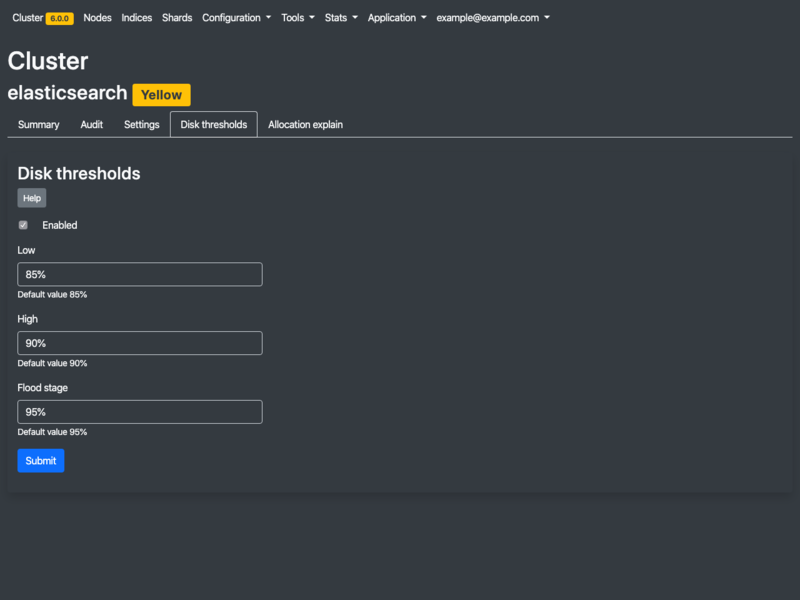 Cluster 6.0.0 Nodes Indices Shards Configuration Tools Stats Application example@example.com
Cluster
elasticsearch Yellow
Summary Audit Settings Disk thresholds Allocation explain
Disk thresholds
Help
Enabled
Low
85%
Default value 85%
High
90%
Default value 90%
Flood stage
95%
Default value 95%
Submit